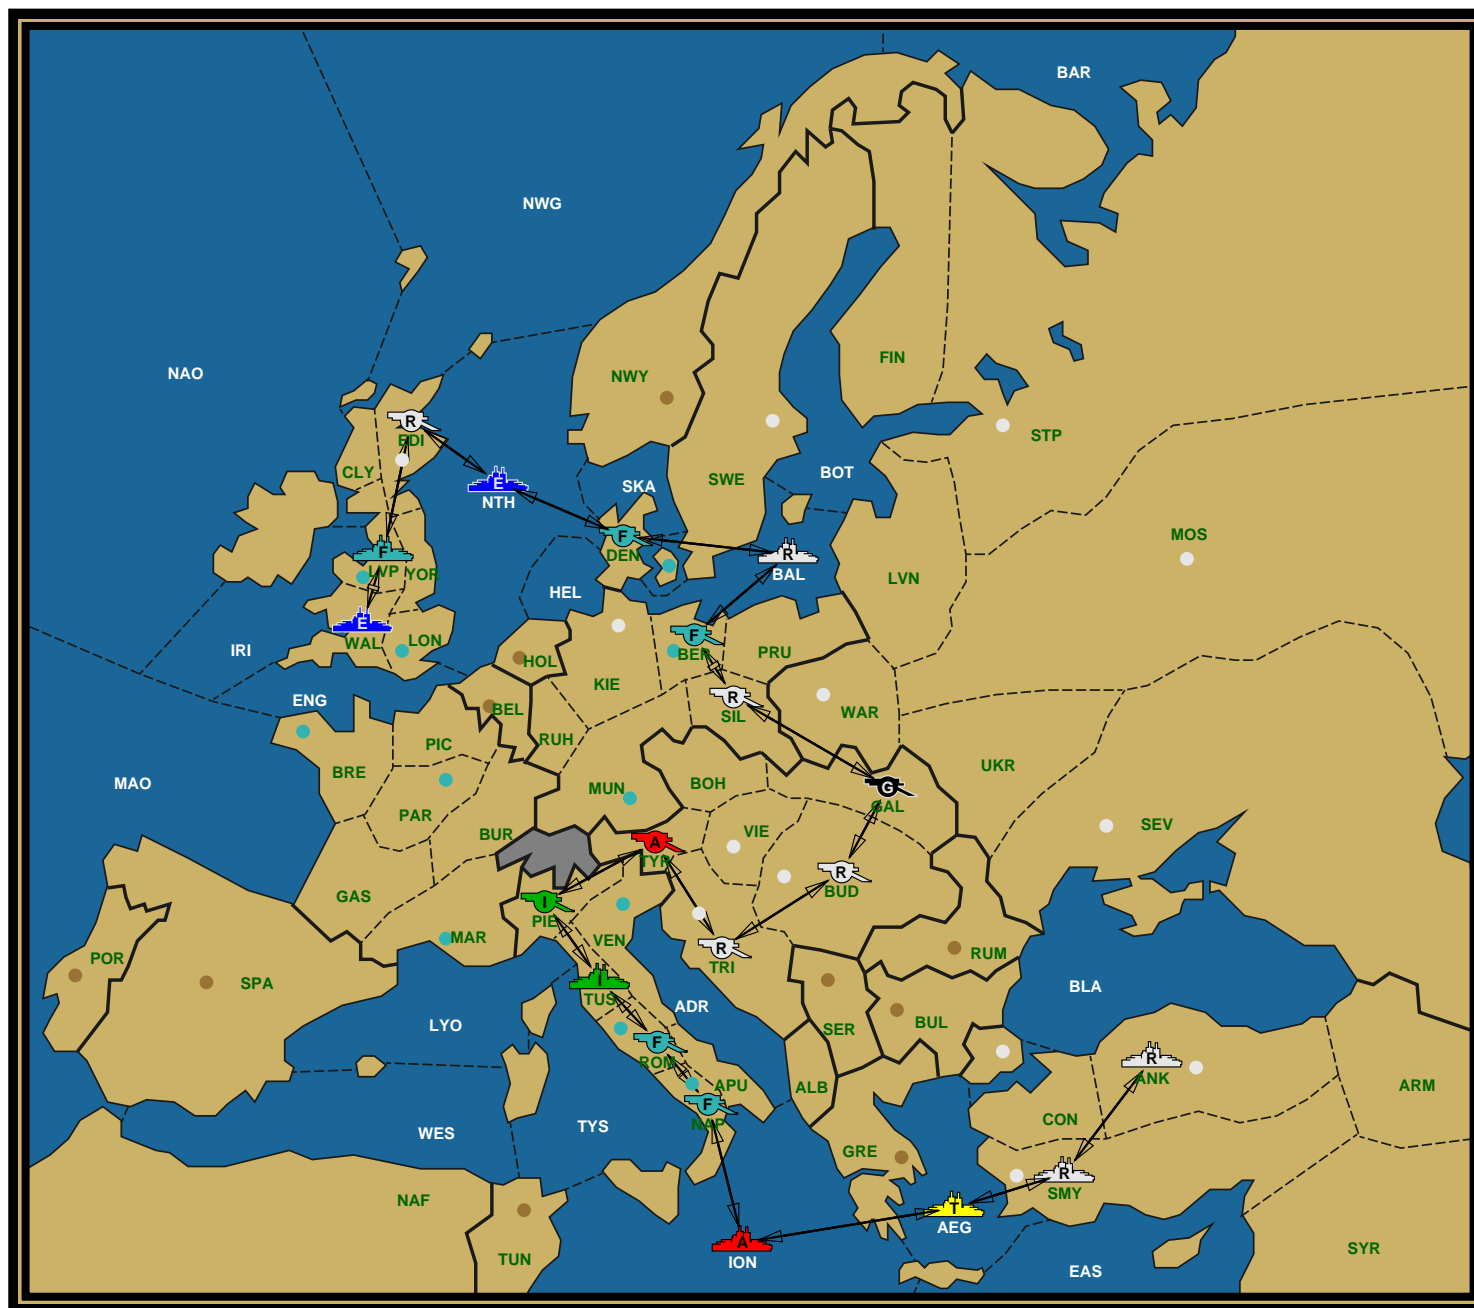 BAR
NWG
NAO
FIN
NWY
R
EDI
STP
CLY
BOT
SWE
E
NTH
SKA
MOS
F
DEN
F
LVP
YOR
R
BAL
LVN
HEL
E
WAL
LON
IRI
F
BER
PRU
HOL
KIE
ENG
BEL
R
SIL
WAR
PIC
RUH
BRE
UKR
MAO
MUN
BOH
G
GAL
PAR
SEV
BUR
VIE
A
TYR
R
BUD
GAS
I
PIE
MAR
VEN
R
TRI
POR
RUM
SPA
I
TUS
BLA
ADR
LYO
BUL
SER
F
ROM
R
ANK
ALB
APU
ARM
F
NAP
CON
TYS
WES
GRE
R
SMY
NAF
T
AEG
A
ION
SYR
TUN
EAS